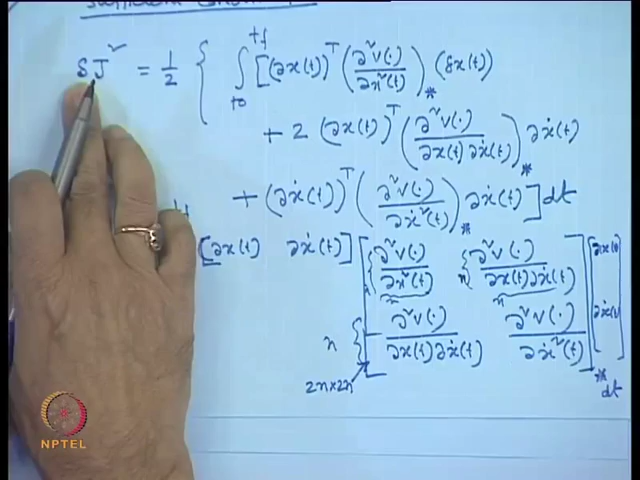 δJ² = 1/2 { ∫_{t0}^{tf} [(∂x(t))^T (∂²V(·)/∂x²(t))_* (δx(t))
+ 2 (∂x(t))^T (∂²V(·)/∂x(t)∂ẋ(t))_* ∂ẋ(t)
+ (∂ẋ(t))^T (∂²V(·)/∂ẋ²(t))_* ∂ẋ(t)] dt
[∂x(t) ∂ẋ(t)] [ n{ ∂²V(·)/∂x²(t) n{ ∂²V(·)/∂x(t)∂ẋ(t) ] [∂x(t)
n { ∂²V(·)/∂x(t)∂ẋ(t) ∂²V(·)/∂ẋ²(t) ]_* ∂ẋ(t)]
2n×2n dt
NPTEL